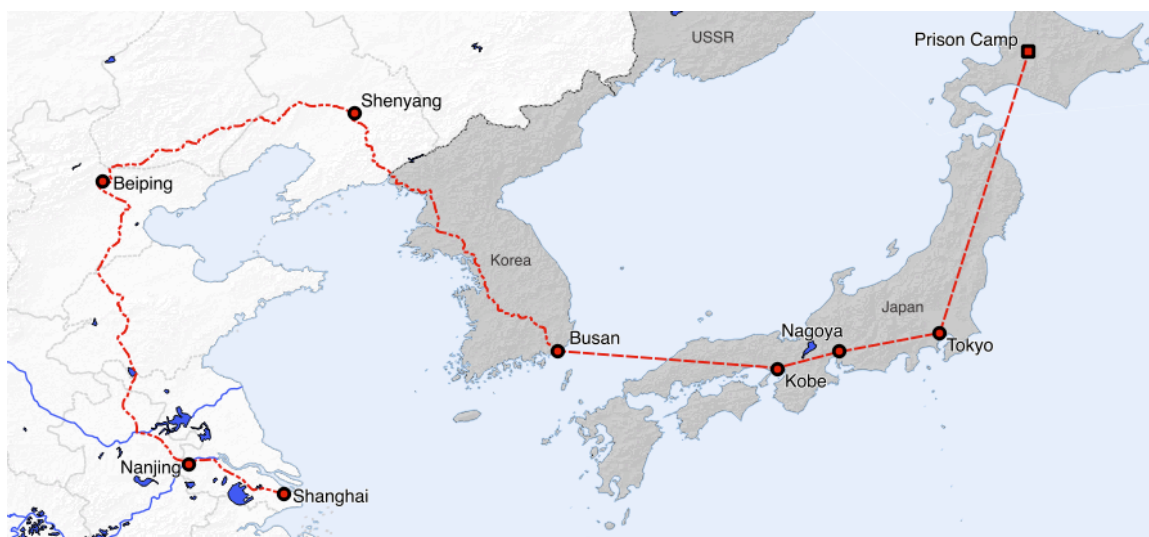 USSR
Prison Camp
Shenyang
Beiping
Korea
Japan
Busan
Nagoya
Tokyo
Kobe
Nanjing
Shanghai